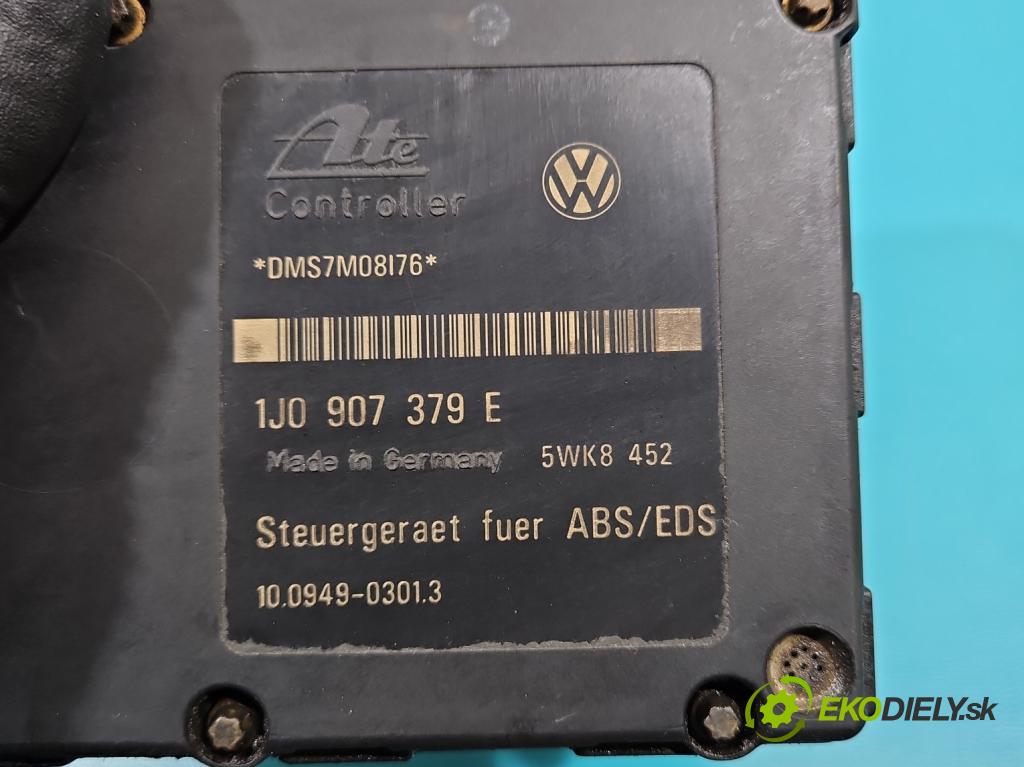 Ate
Controller
VW
*DMS7M08I76*
1J0 907 379 E
Made in Germany 5WK8 452
Steuergeraet fuer ABS/EDS
10.0949-0301.3
EKODIELY.sk